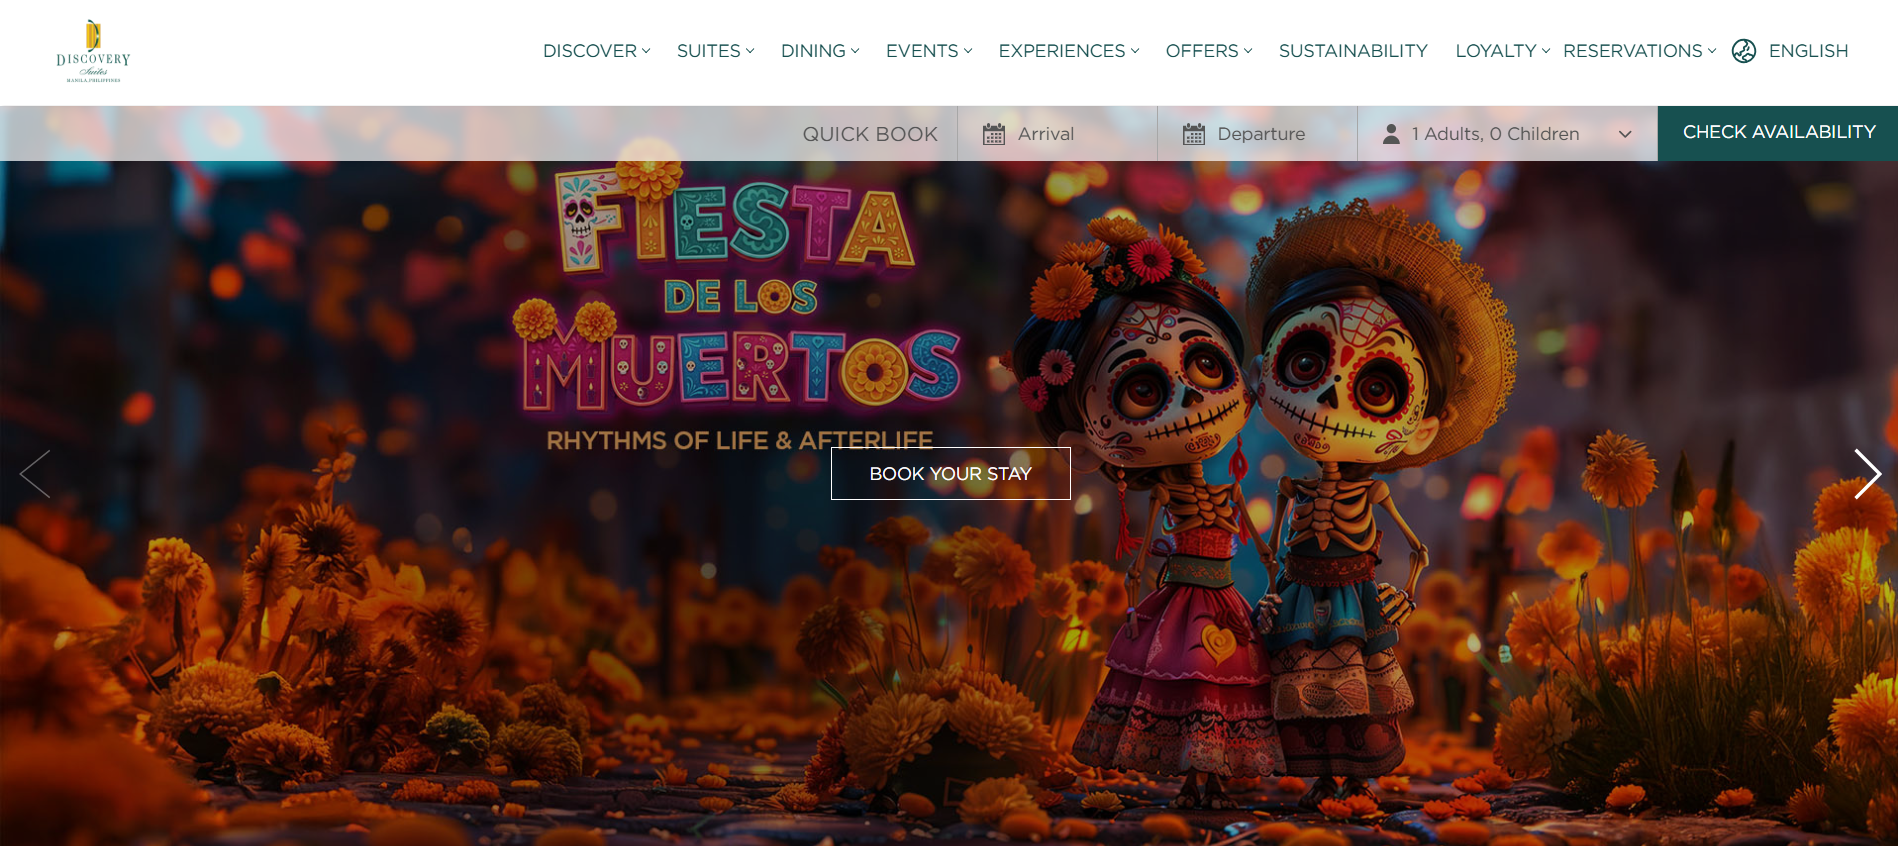 DISCOVERY
Suites
MANILA, PHILIPPINES
DISCOVER
SUITES
DINING
EVENTS
EXPERIENCES
OFFERS
SUSTAINABILITY
LOYALTY
RESERVATIONS
ENGLISH
QUICK BOOK
Arrival
Departure
1 Adults, 0 Children
CHECK AVAILABILITY
FIESTA
DE LOS
MUERTOS
RHYTHMS OF LIFE & AFTERLIFE
BOOK YOUR STAY